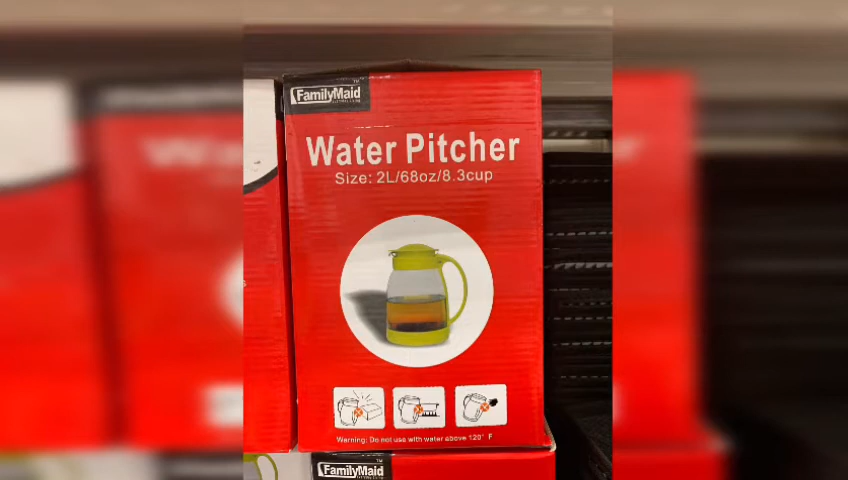 FamilyMaid
Water Pitcher
Size: 2L/68oz/8.3cup
Warning: Do not use with water above 120° F
FamilyMaid